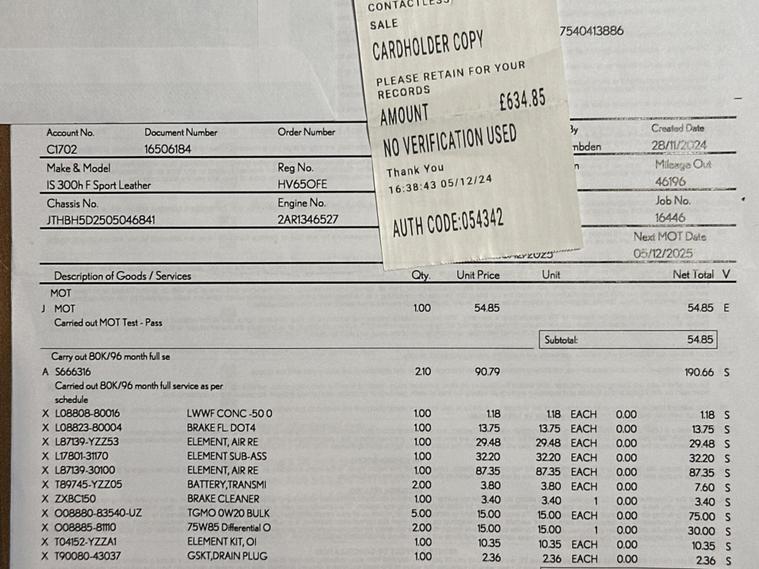 CONTACTLESS
SALE
CARDHOLDER COPY
PLEASE RETAIN FOR YOUR
RECORDS
AMOUNT £634.85
NO VERIFICATION USED
Thank You
16:38:43 05/12/24
AUTH CODE:054342
7540413886
Account No. Document Number Order Number By Created Date
C1702 16506184 mbden 28/11/2024
Make & Model Reg No. Mileage Out
IS 300h F Sport Leather HV65OFE 46196
Chassis No. Engine No. Job No.
JTHBH5D2505046841 2AR1346527 16446
Next MOT Date
05/12/2025
Description of Goods / Services Qty. Unit Price Unit Net Total V
MOT
J MOT 1.00 54.85 54.85 E
Carried out MOT Test - Pass
Subtotal: 54.85
Carry out 80K/96 month full se
A S666316 2.10 90.79 190.66 S
Carried out 80K/96 month full service as per
schedule
X L08808-80016 LWWF CONC -50 0 1.00 1.18 1.18 EACH 0.00 1.18 S
X L08823-80004 BRAKE FL DOT4 1.00 13.75 13.75 EACH 0.00 13.75 S
X L87139-YZZ53 ELEMENT, AIR RE 1.00 29.48 29.48 EACH 0.00 29.48 S
X L17801-31170 ELEMENT SUB-ASS 1.00 32.20 32.20 EACH 0.00 32.20 S
X L87139-30100 ELEMENT, AIR RE 1.00 87.35 87.35 EACH 0.00 87.35 S
X T89745-YZZ05 BATTERY,TRANSMI 2.00 3.80 3.80 EACH 0.00 7.60 S
X ZXBC150 BRAKE CLEANER 1.00 3.40 3.40 1 0.00 3.40 S
X O08880-83540-UZ TGMO 0W20 BULK 5.00 15.00 15.00 EACH 0.00 75.00 S
X O08885-81110 75W85 Differential O 2.00 15.00 15.00 1 0.00 30.00 S
X T04152-YZZA1 ELEMENT KIT, OI 1.00 10.35 10.35 EACH 0.00 10.35 S
X T90080-43037 GSKT,DRAIN PLUG 1.00 2.36 2.36 EACH 0.00 2.36 S